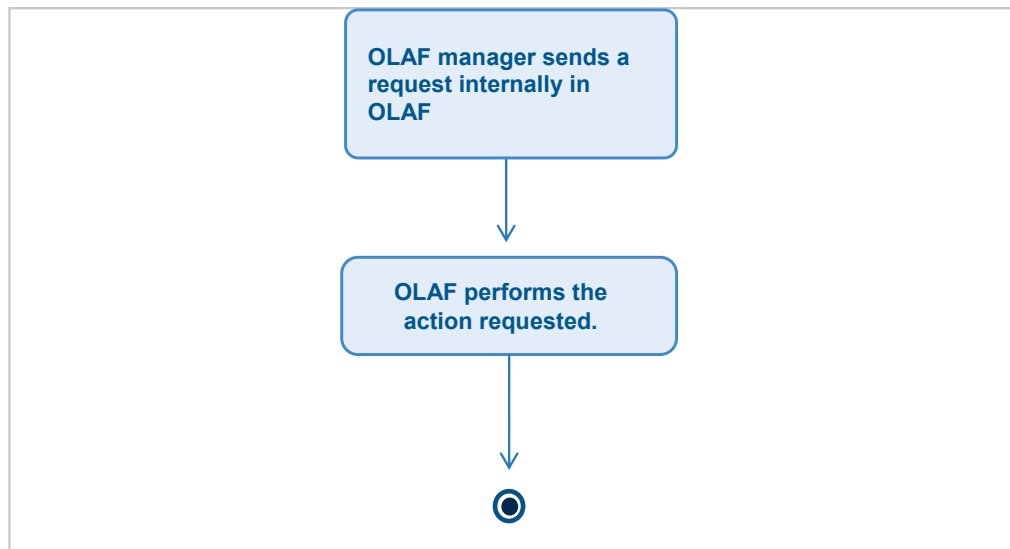 OLAF manager sends a
request internally in
OLAF
OLAF performs the
action requested.